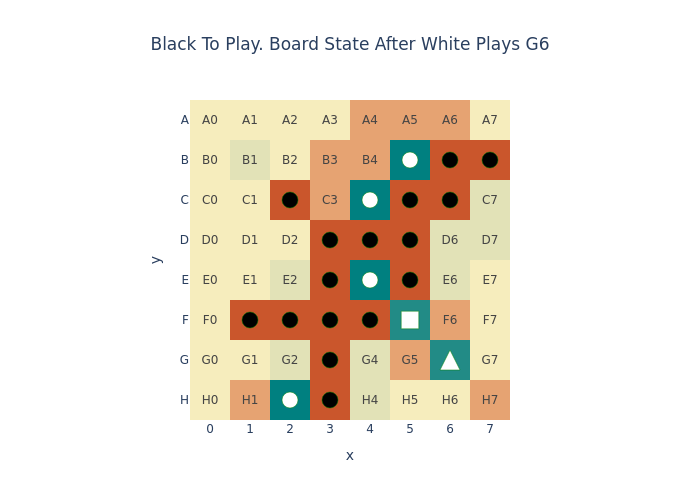 Black To Play. Board State After White Plays G6
A A0 A1 A2 A3 A4 A5 A6 A7
B B0 B1 B2 B3 B4
C C0 C1 C3 C7
D D0 D1 D2 D6 D7
E E0 E1 E2 E6 E7
F F0 F6 F7
G G0 G1 G2 G4 G5 G7
H H0 H1 H4 H5 H6 H7
0 1 2 3 4 5 6 7
x
y